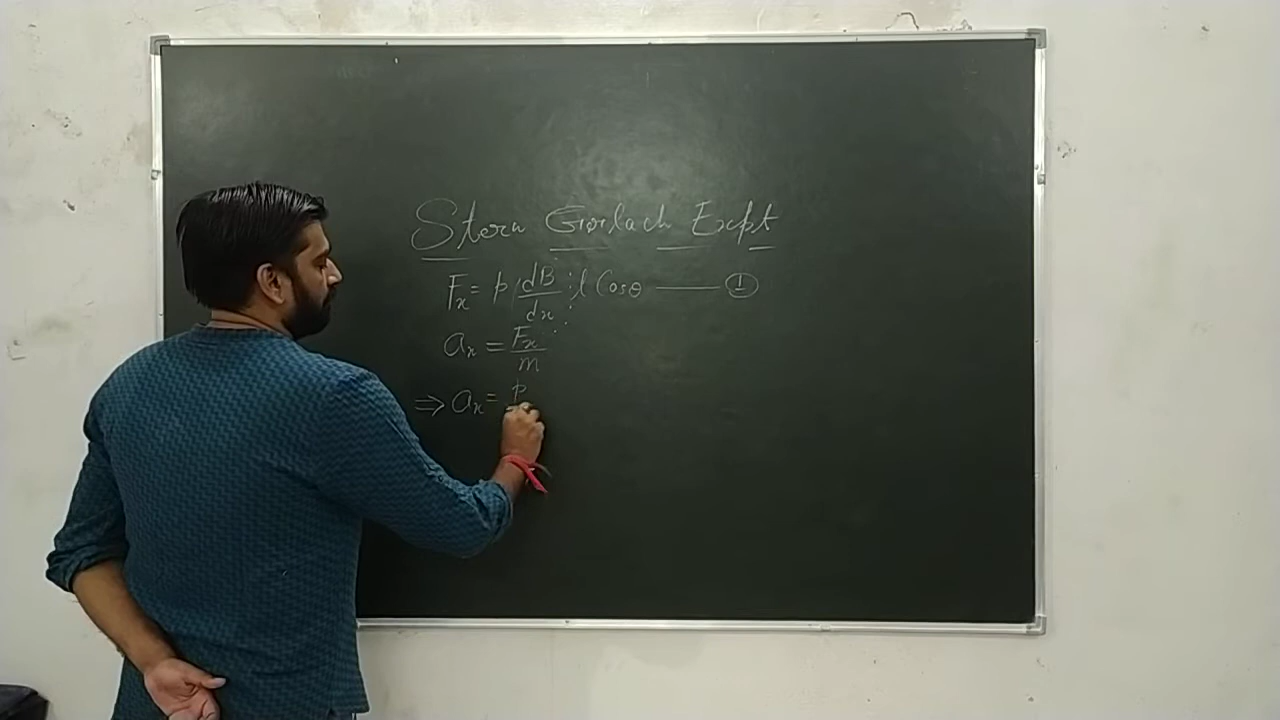 Stern Gerlach Expt
Fx = p dB/dx l Cosθ —— ①
ax = Fx/m
⇒ ax = p